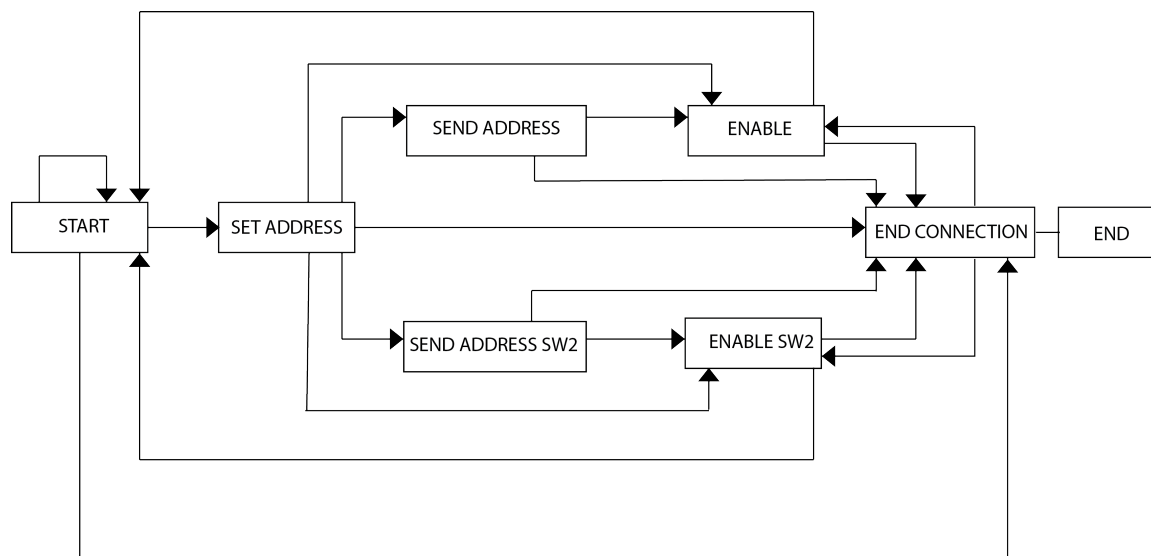 SEND ADDRESS
ENABLE
START
SET ADDRESS
END CONNECTION
END
SEND ADDRESS SW2
ENABLE SW2